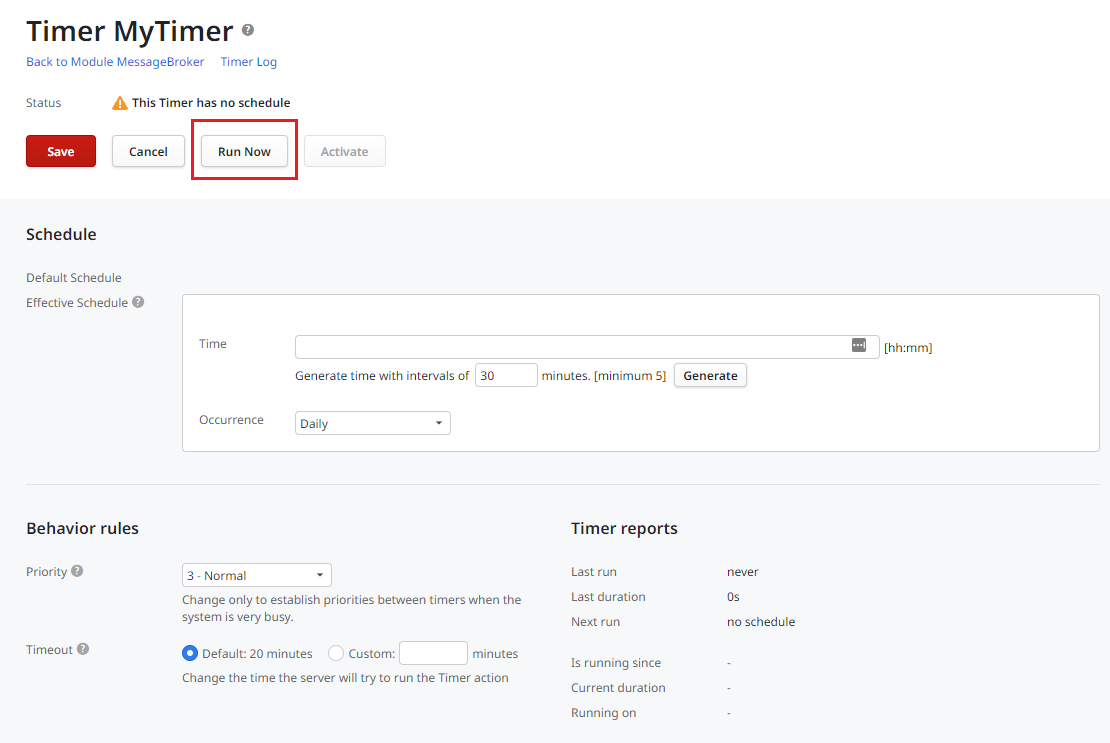 Timer MyTimer ?
Back to Module MessageBroker Timer Log
Status This Timer has no schedule
Save Cancel Run Now Activate
Schedule
Default Schedule
Effective Schedule ?
Time [hh:mm]
Generate time with intervals of 30 minutes. [minimum 5] Generate
Occurrence Daily
Behavior rules
Priority ? 3 - Normal
Change only to establish priorities between timers when the
system is very busy.
Timeout ? Default: 20 minutes Custom: minutes
Change the time the server will try to run the Timer action
Timer reports
Last run never
Last duration 0s
Next run no schedule
Is running since -
Current duration -
Running on -